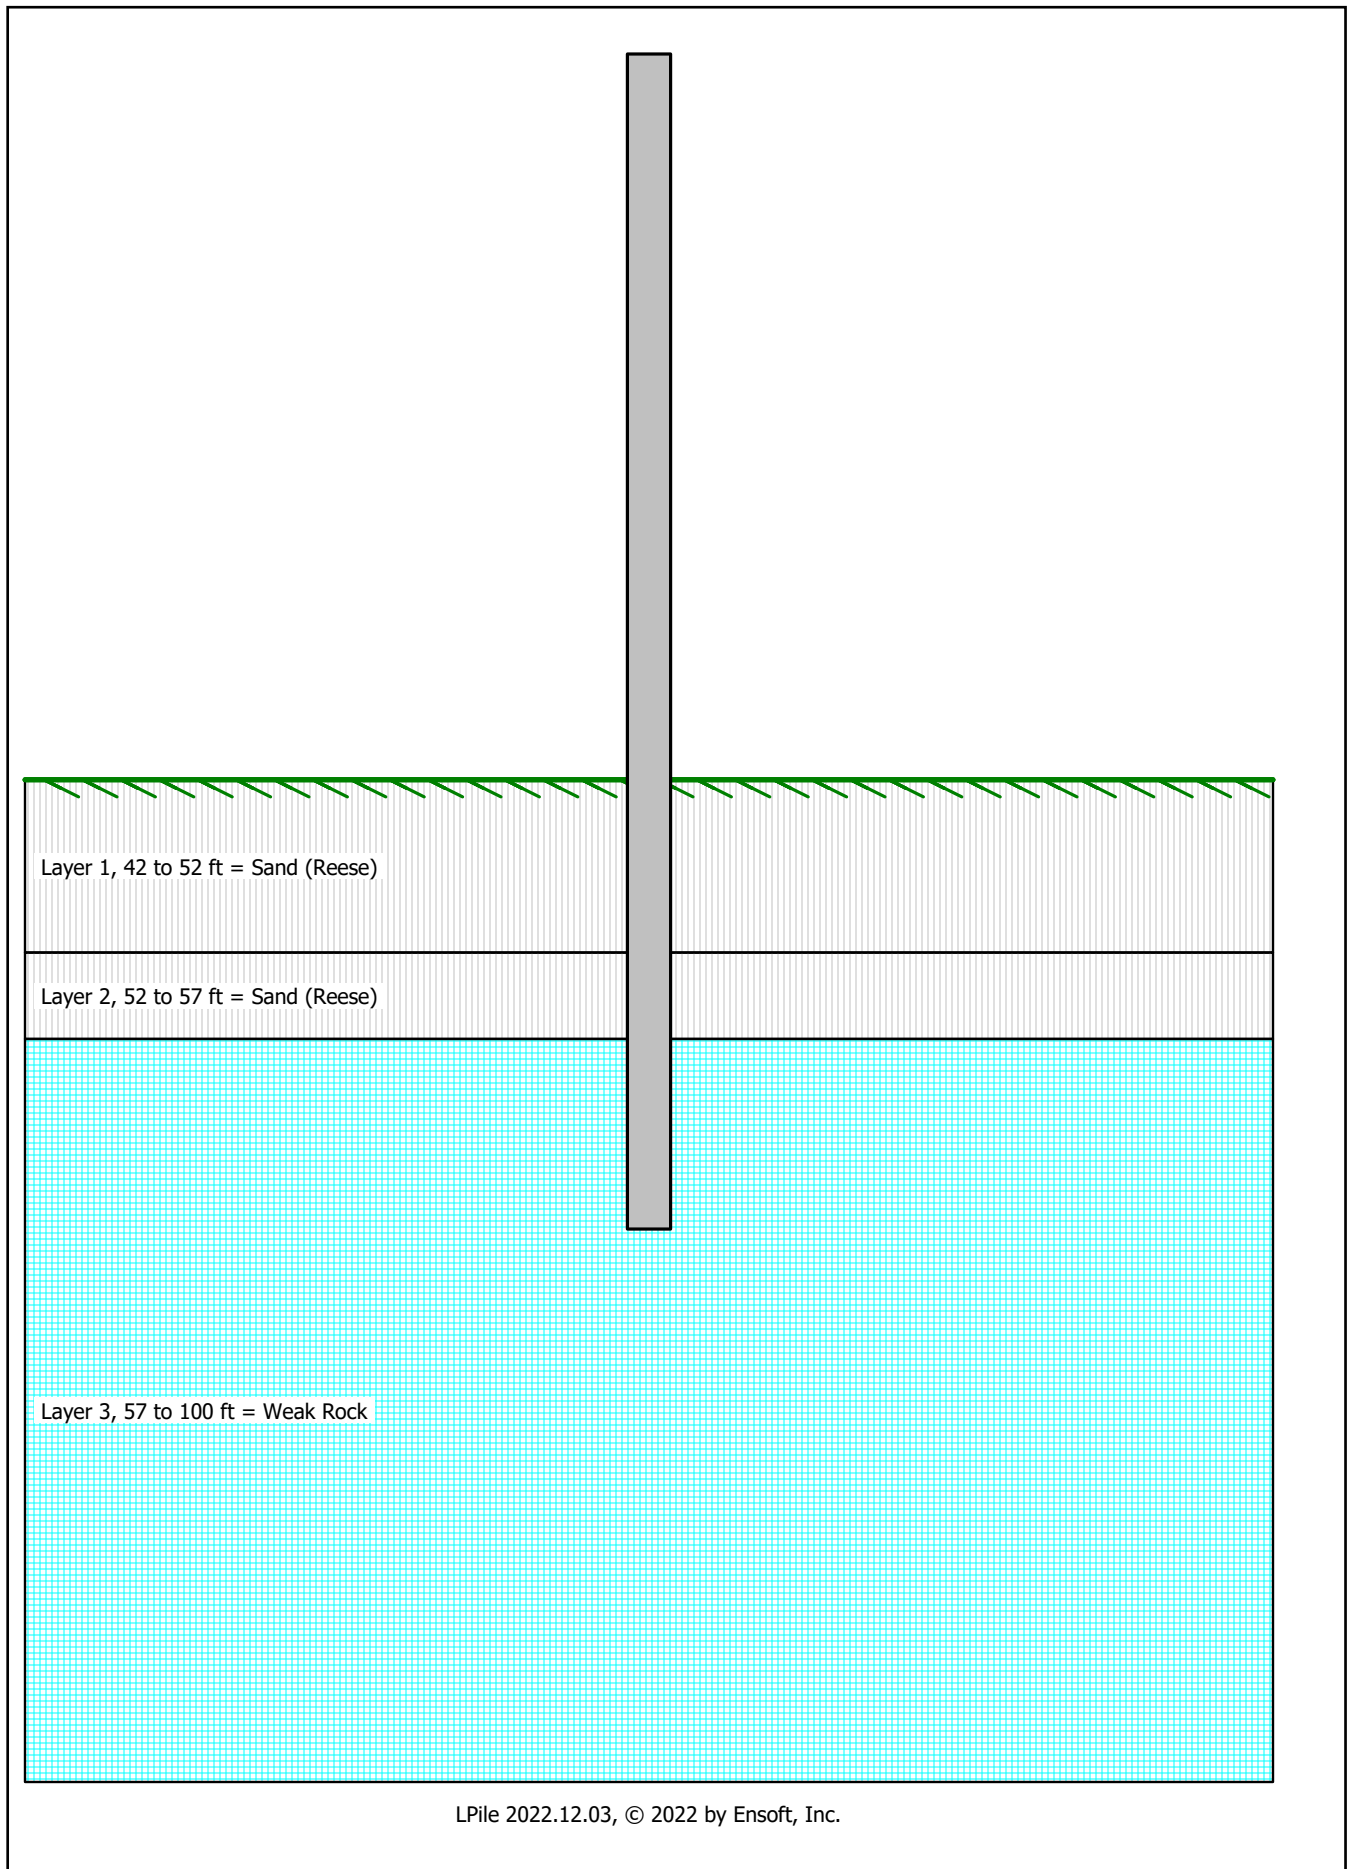 Layer 1, 42 to 52 ft = Sand (Reese)
Layer 2, 52 to 57 ft = Sand (Reese)
Layer 3, 57 to 100 ft = Weak Rock
LPile 2022.12.03, © 2022 by Ensoft, Inc.